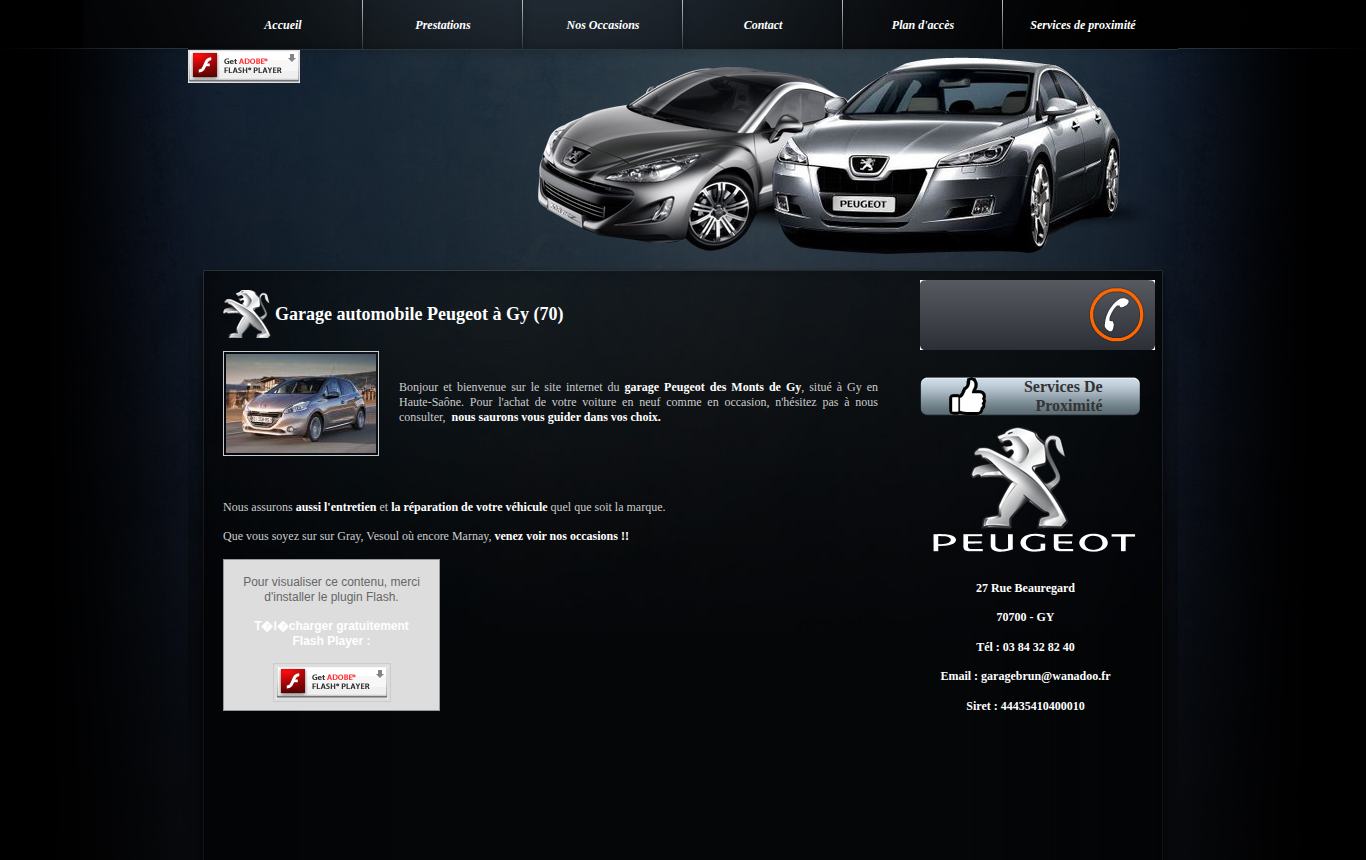 Accueil
Prestations
Nos Occasions
Contact
Plan d'accès
Services de proximité
Get ADOBE®
FLASH® PLAYER
PEUGEOT
Garage automobile Peugeot à Gy (70)
Bonjour et bienvenue sur le site internet du garage Peugeot des Monts de Gy, situé à Gy en
Haute-Saône. Pour l'achat de votre voiture en neuf comme en occasion, n'hésitez pas à nous
consulter, nous saurons vous guider dans vos choix.
Nous assurons aussi l'entretien et la réparation de votre véhicule quel que soit la marque.
Que vous soyez sur sur Gray, Vesoul où encore Marnay, venez voir nos occasions !!
Pour visualiser ce contenu, merci
d'installer le plugin Flash.
T�l�charger gratuitement
Flash Player :
Get ADOBE®
FLASH® PLAYER
Services De
Proximité
PEUGEOT
27 Rue Beauregard
70700 - GY
Tél : 03 84 32 82 40
Email : garagebrun@wanadoo.fr
Siret : 44435410400010